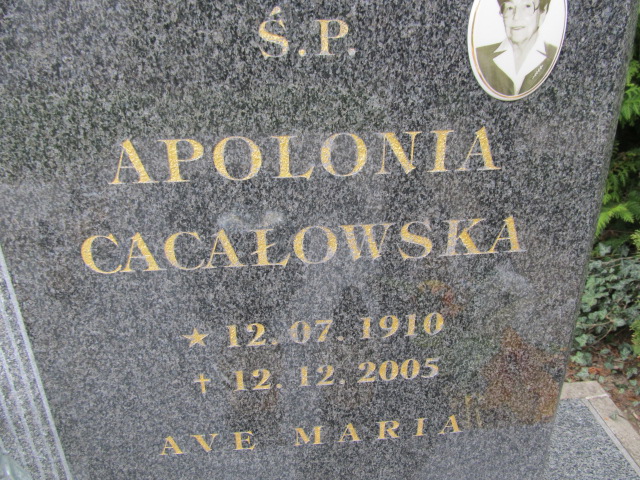 Ś.P.
APOLONIA
CACAŁOWSKA
★ 12.07.1910
† 12.12.2005
AVE MARIA